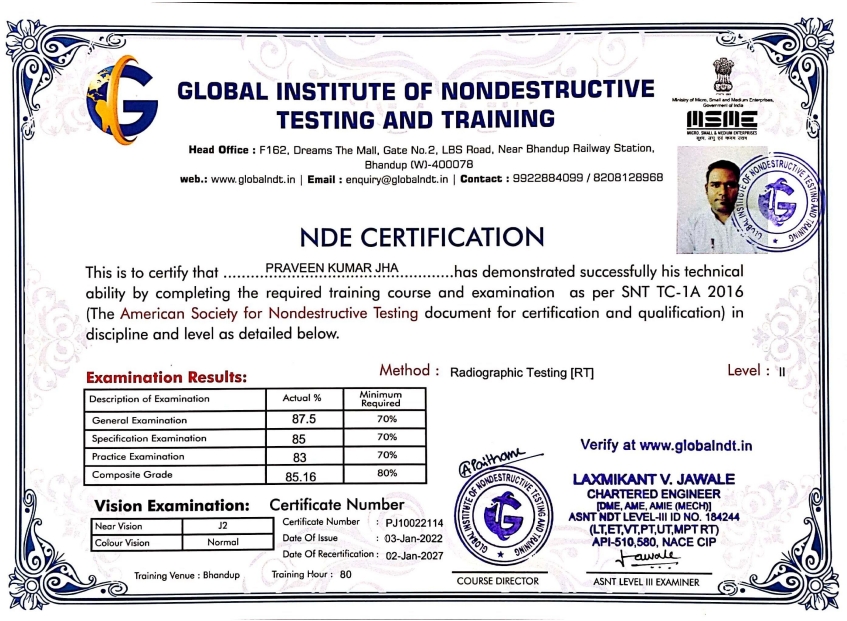 G
GLOBAL INSTITUTE OF NONDESTRUCTIVE
TESTING AND TRAINING
Ministry of Micro, Small and Medium Enterprises,
Government of India
MSME
MICRO, SMALL & MEDIUM ENTERPRISES
सूक्ष्म, लघु एवं मध्यम उद्यम
Head Office : F162, Dreams The Mall, Gate No.2, LBS Road, Near Bhandup Railway Station,
Bhandup (W)-400078
web.: www.globalndt.in | Email : enquiry@globalndt.in | Contact : 9922884099 / 8208128968
GLOBAL INSTITUTE OF NONDESTRUCTIVE TESTING AND TRAINING
G
NDE CERTIFICATION
This is to certify that ..........PRAVEEN KUMAR JHA..............has demonstrated successfully his technical
ability by completing the required training course and examination as per SNT TC-1A 2016
(The American Society for Nondestructive Testing document for certification and qualification) in
discipline and level as detailed below.
Method : Radiographic Testing [RT] Level : II
Examination Results:
Description of Examination Actual % Minimum Required
General Examination 87.5 70%
Specification Examination 85 70%
Practice Examination 83 70%
Composite Grade 85.16 80%
Vision Examination:
Near Vision J2
Colour Vision Normal
Training Venue : Bhandup
Certificate Number
Certificate Number : PJ10022114
Date Of Issue : 03-Jan-2022
Date Of Recertification : 02-Jan-2027
Training Hour : 80
GLOBAL INSTITUTE OF NONDESTRUCTIVE TESTING AND TRAINING
G
COURSE DIRECTOR
Verify at www.globalndt.in
LAXMIKANT V. JAWALE
CHARTERED ENGINEER
[DME, AME, AMIE (MECH)]
ASNT NDT LEVEL-III ID NO. 184244
(LT,ET,VT,PT,UT,MPT RT)
API-510,580, NACE CIP
Jawale
ASNT LEVEL III EXAMINER